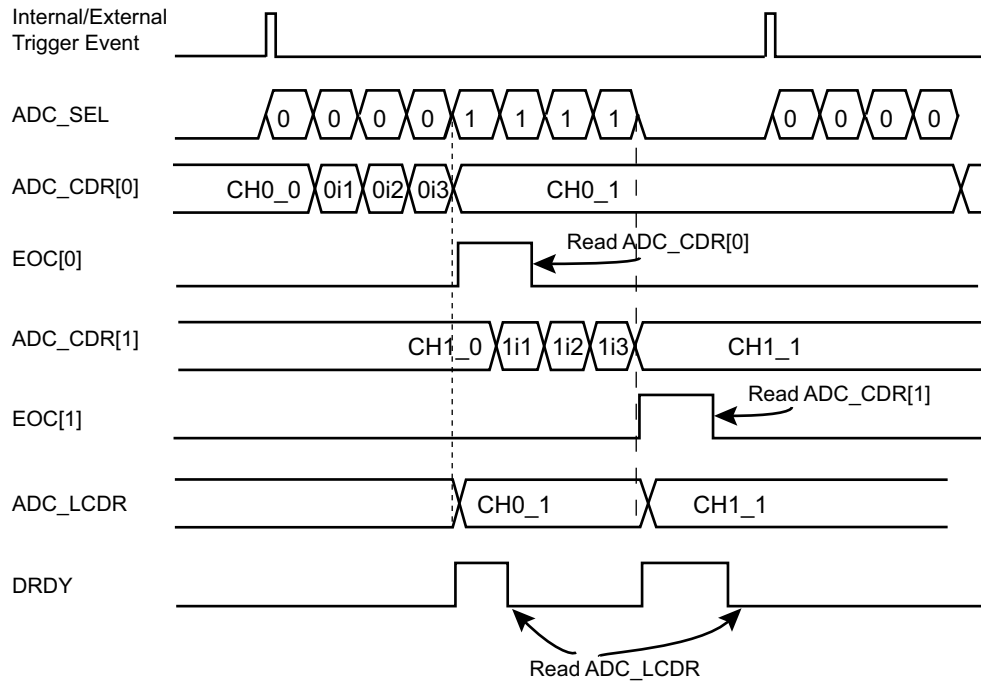 Internal/External
Trigger Event
ADC_SEL
0 0 0 0 1 1 1 1 0 0 0 0
ADC_CDR[0]
CH0_0 0i1 0i2 0i3 CH0_1
EOC[0]
Read ADC_CDR[0]
ADC_CDR[1]
CH1_0 1i1 1i2 1i3 CH1_1
EOC[1]
Read ADC_CDR[1]
ADC_LCDR
CH0_1 CH1_1
DRDY
Read ADC_LCDR